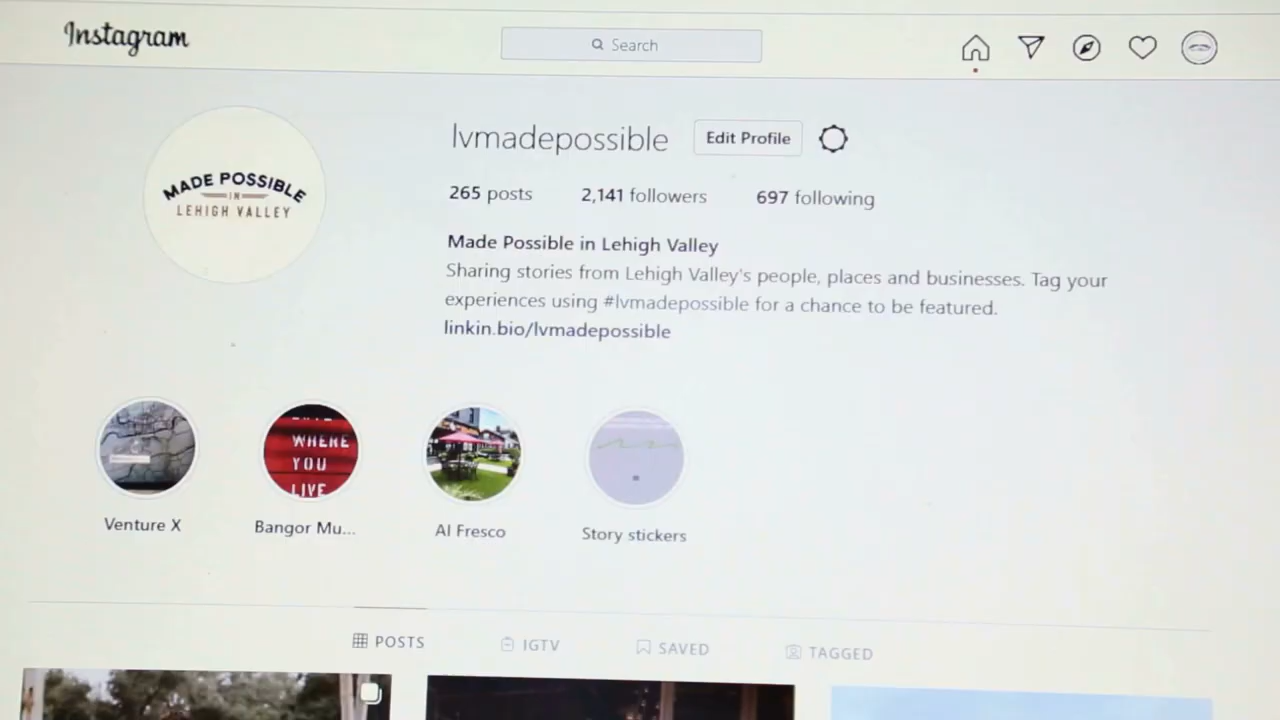 Instagram
Search
lvmadepossible Edit Profile
265 posts 2,141 followers 697 following
Made Possible in Lehigh Valley
Sharing stories from Lehigh Valley's people, places and businesses. Tag your
experiences using #lvmadepossible for a chance to be featured.
linkin.bio/lvmadepossible
MADE POSSIBLE
IN
LEHIGH VALLEY
WHERE
YOU
LIVE
Venture X Bangor Mu... Al Fresco Story stickers
POSTS IGTV SAVED TAGGED